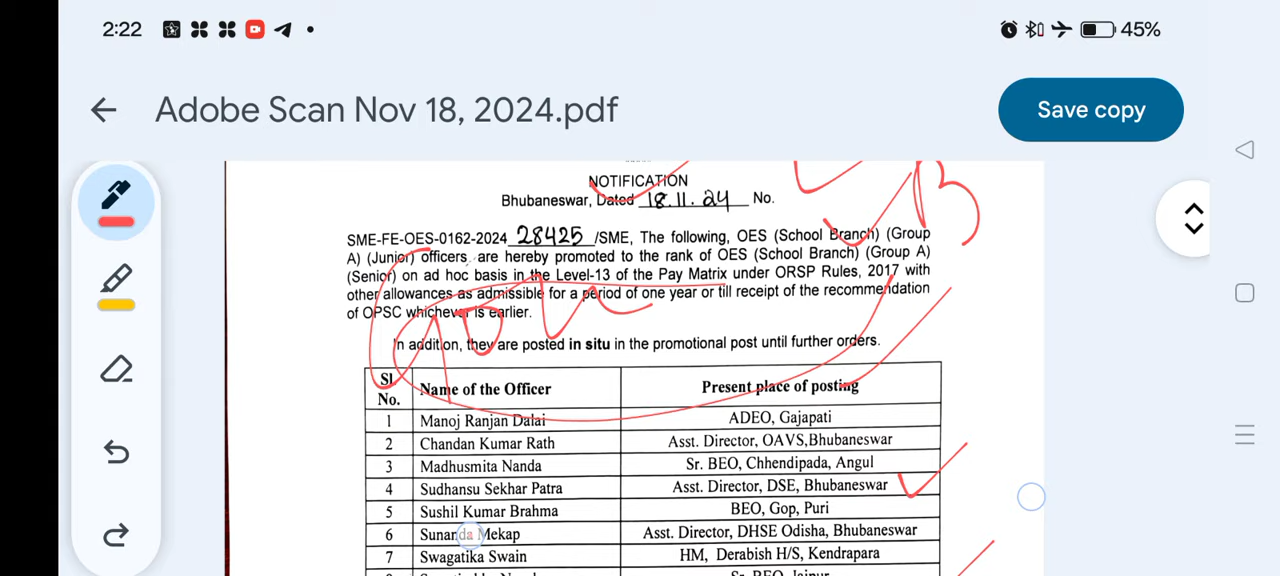 2:22
45%
Adobe Scan Nov 18, 2024.pdf
Save copy
NOTIFICATION
Bhubaneswar, Dated 18.11.24 No.
SME-FE-OES-0162-2024 28425 /SME, The following, OES (School Branch) (Group
A) (Junior) officers, are hereby promoted to the rank of OES (School Branch) (Group A)
(Senior) on ad hoc basis in the Level-13 of the Pay Matrix under ORSP Rules, 2017 with
other allowances as admissible for a period of one year or till receipt of the recommendation
of OPSC whichever is earlier.
In addition, they are posted in situ in the promotional post until further orders.
Sl. No. Name of the Officer Present place of posting
1 Manoj Ranjan Dalai ADEO, Gajapati
2 Chandan Kumar Rath Asst. Director, OAVS,Bhubaneswar
3 Madhusmita Nanda Sr. BEO, Chhendipada, Angul
4 Sudhansu Sekhar Patra Asst. Director, DSE, Bhubaneswar
5 Sushil Kumar Brahma BEO, Gop, Puri
6 Sunanda Mekap Asst. Director, DHSE Odisha, Bhubaneswar
7 Swagatika Swain HM, Derabish H/S, Kendrapara